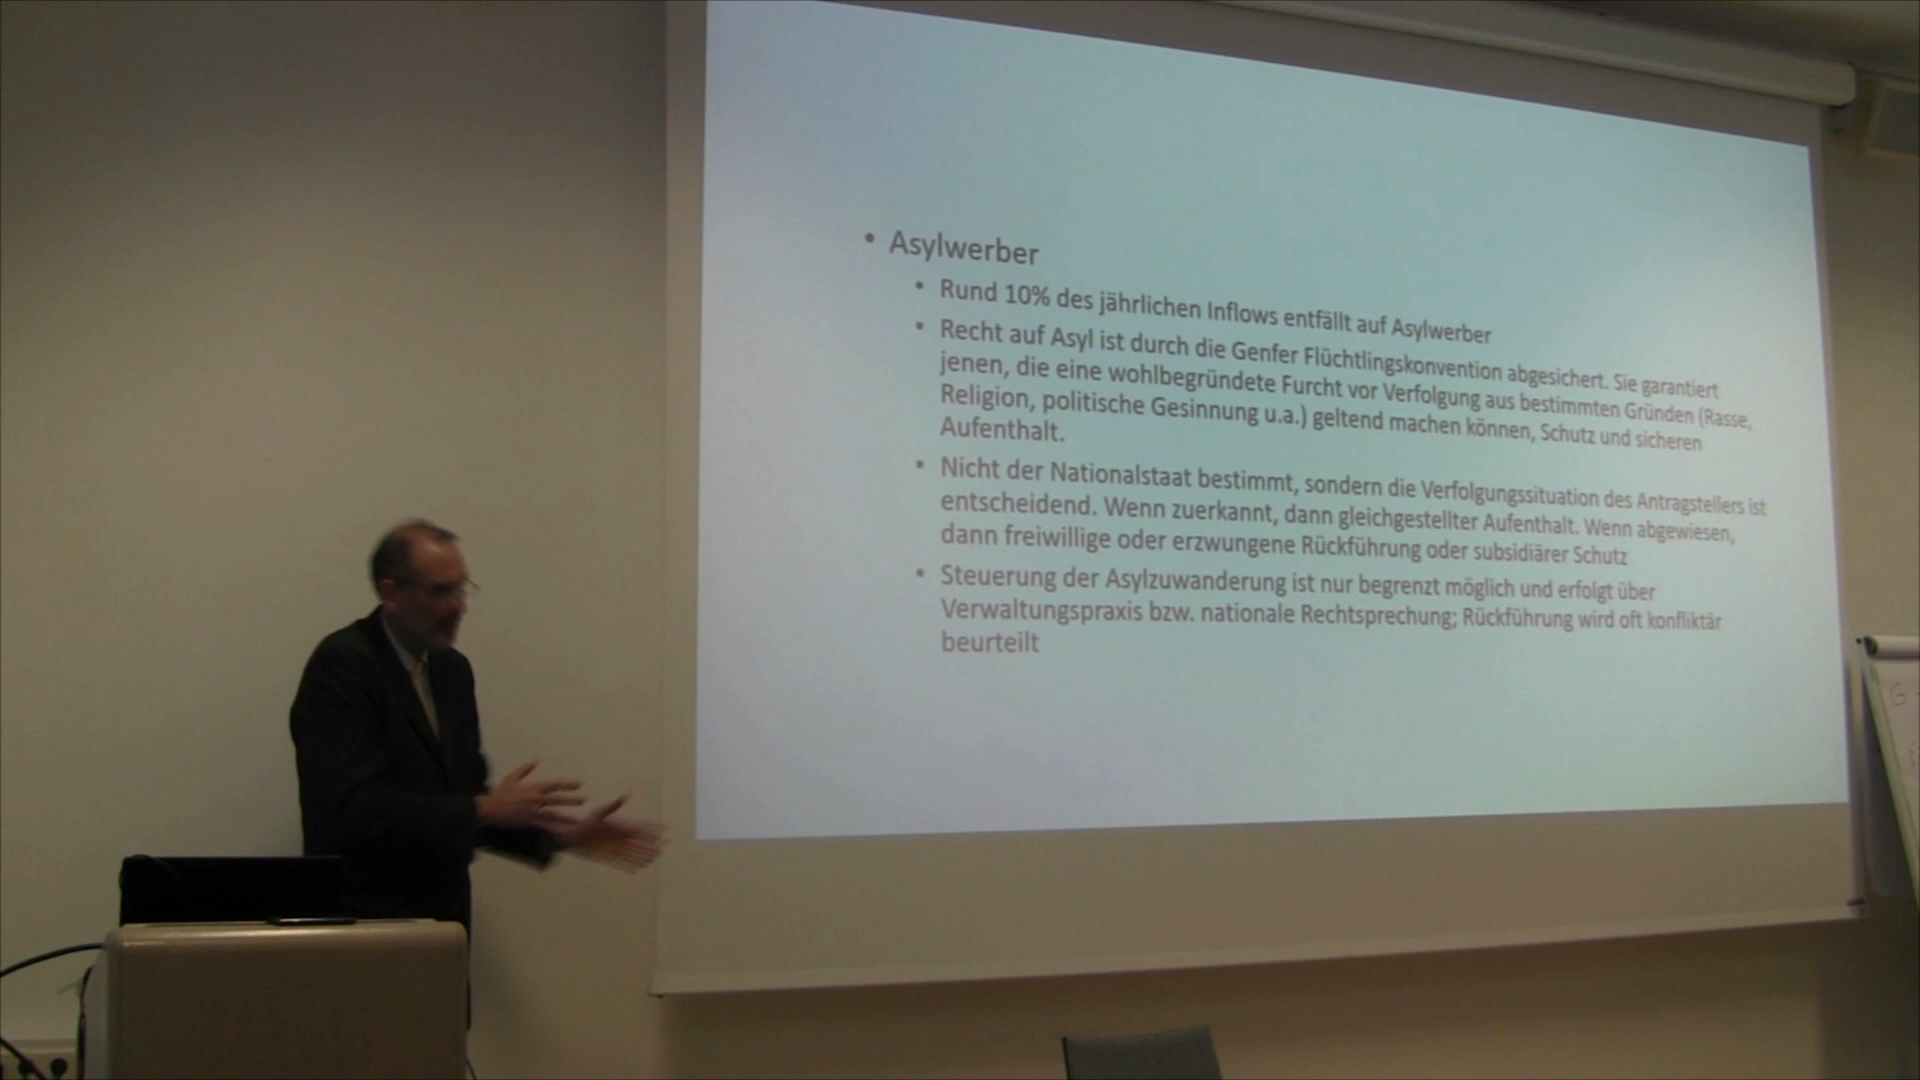 • Asylwerber
• Rund 10% des jährlichen Inflows entfällt auf Asylwerber
• Recht auf Asyl ist durch die Genfer Flüchtlingskonvention abgesichert. Sie garantiert
jenen, die eine wohlbegründete Furcht vor Verfolgung aus bestimmten Gründen (Rasse,
Religion, politische Gesinnung u.a.) geltend machen können, Schutz und sicheren
Aufenthalt.
• Nicht der Nationalstaat bestimmt, sondern die Verfolgungssituation des Antragstellers ist
entscheidend. Wenn zuerkannt, dann gleichgestellter Aufenthalt. Wenn abgewiesen,
dann freiwillige oder erzwungene Rückführung oder subsidiärer Schutz
• Steuerung der Asylzuwanderung ist nur begrenzt möglich und erfolgt über
Verwaltungspraxis bzw. nationale Rechtsprechung; Rückführung wird oft konfliktär
beurteilt